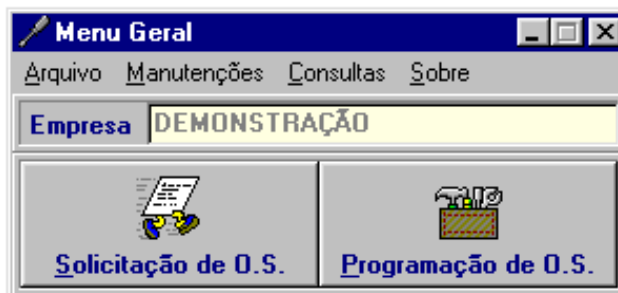 Menu Geral
Arquivo Manutenções Consultas Sobre
Empresa DEMONSTRAÇÃO
Solicitação de O.S. Programação de O.S.